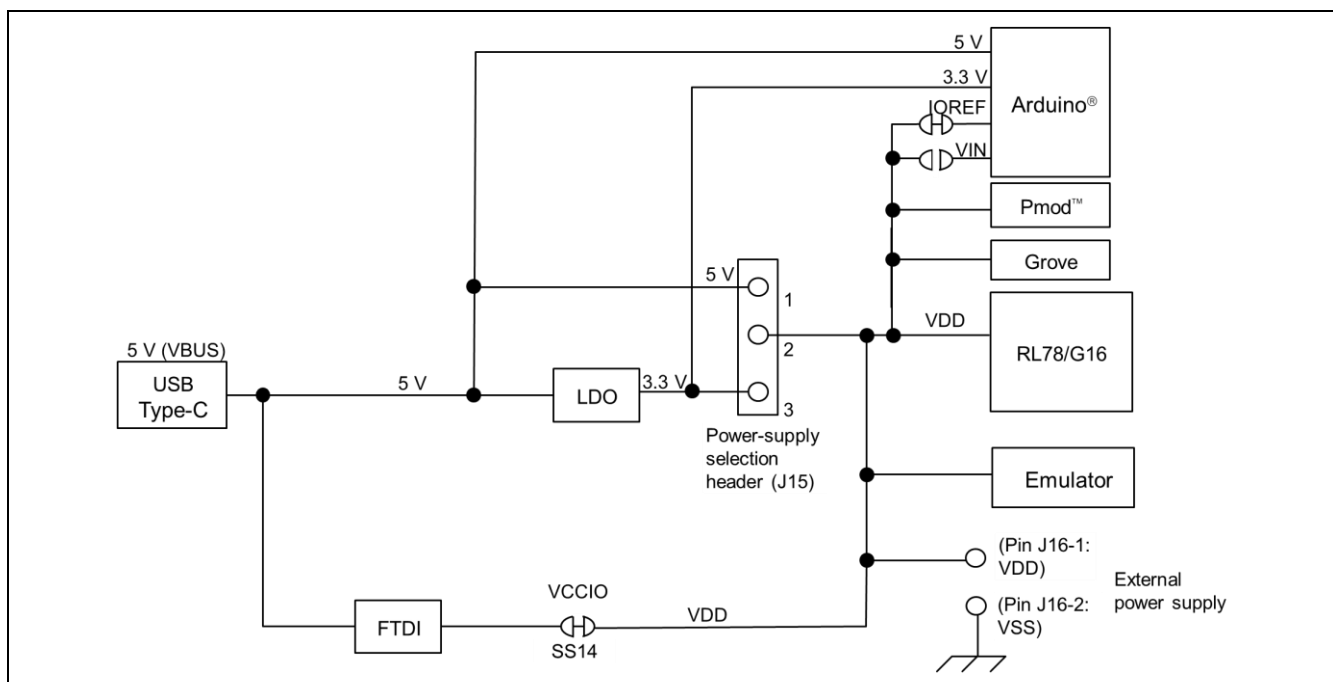 5 V
3.3 V
IOREF
VIN
Arduino®
Pmod™
Grove
5 V
1
VDD
2
RL78/G16
5 V (VBUS)
USB
Type-C
5 V
LDO
3.3 V
3
Power-supply
selection
header (J15)
Emulator
(Pin J16-1:
VDD)
External
power supply
(Pin J16-2:
VSS)
VCCIO
FTDI
VDD
SS14